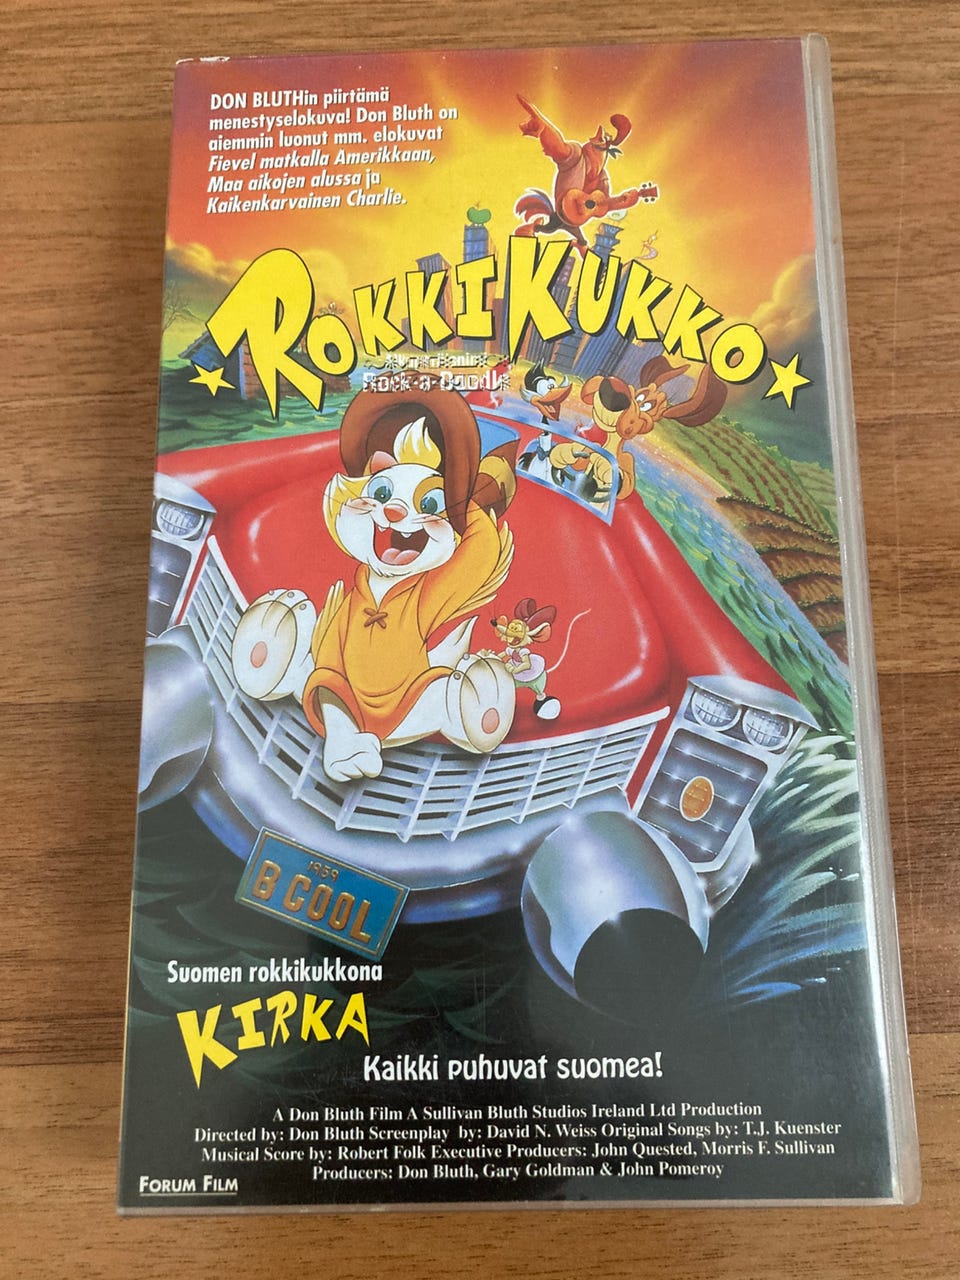 DON BLUTHin piirtämä
menestyselokuva! Don Bluth on
aiemmin luonut mm. elokuvat
Fievel matkalla Amerikkaan,
Maa aikojen alussa ja
Kaikenkarvainen Charlie.
ROKKIKUKKO
Rock-a-Doodle
1959
B COOL
Suomen rokkikukkona
KIRKA
Kaikki puhuvat suomea!
A Don Bluth Film A Sullivan Bluth Studios Ireland Ltd Production
Directed by: Don Bluth Screenplay by: David N. Weiss Original Songs by: T.J. Kuenster
Musical Score by: Robert Folk Executive Producers: John Quested, Morris F. Sullivan
Producers: Don Bluth, Gary Goldman & John Pomeroy
FORUM FILM